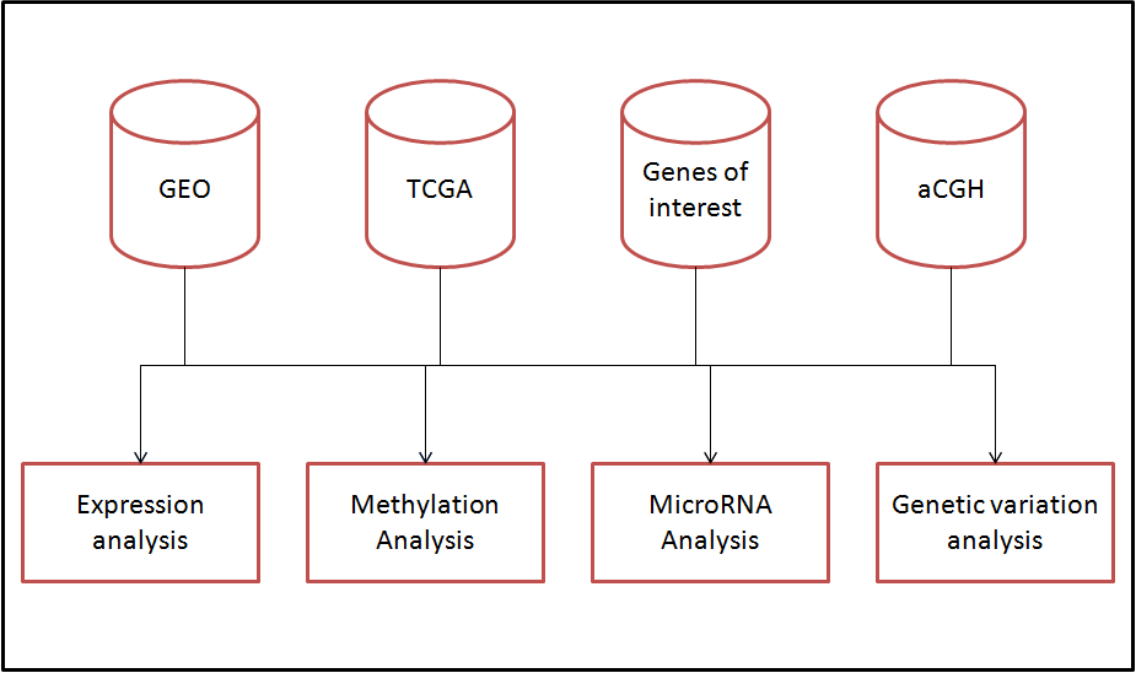 GEO
TCGA
Genes of
interest
aCGH
Expression
analysis
Methylation
Analysis
MicroRNA
Analysis
Genetic variation
analysis